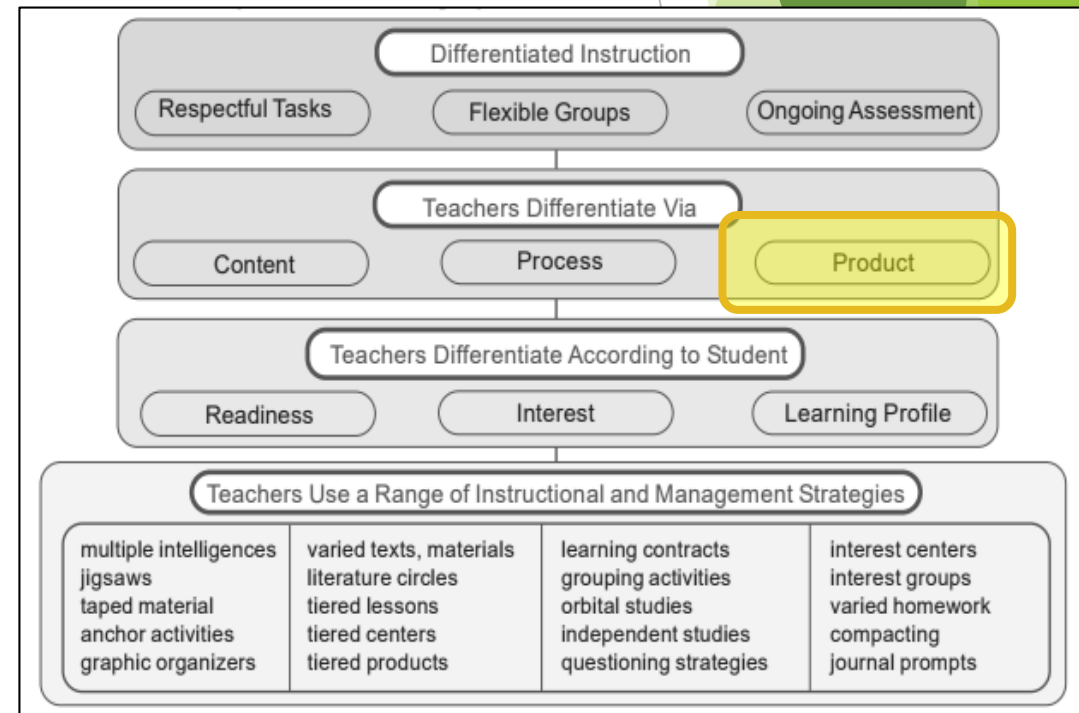 Differentiated Instruction
Respectful Tasks
Flexible Groups
Ongoing Assessment
Teachers Differentiate Via
Content
Process
Product
Teachers Differentiate According to Student
Readiness
Interest
Learning Profile
Teachers Use a Range of Instructional and Management Strategies
multiple intelligences
jigsaws
taped material
anchor activities
graphic organizers
varied texts, materials
literature circles
tiered lessons
tiered centers
tiered products
learning contracts
grouping activities
orbital studies
independent studies
questioning strategies
interest centers
interest groups
varied homework
compacting
journal prompts